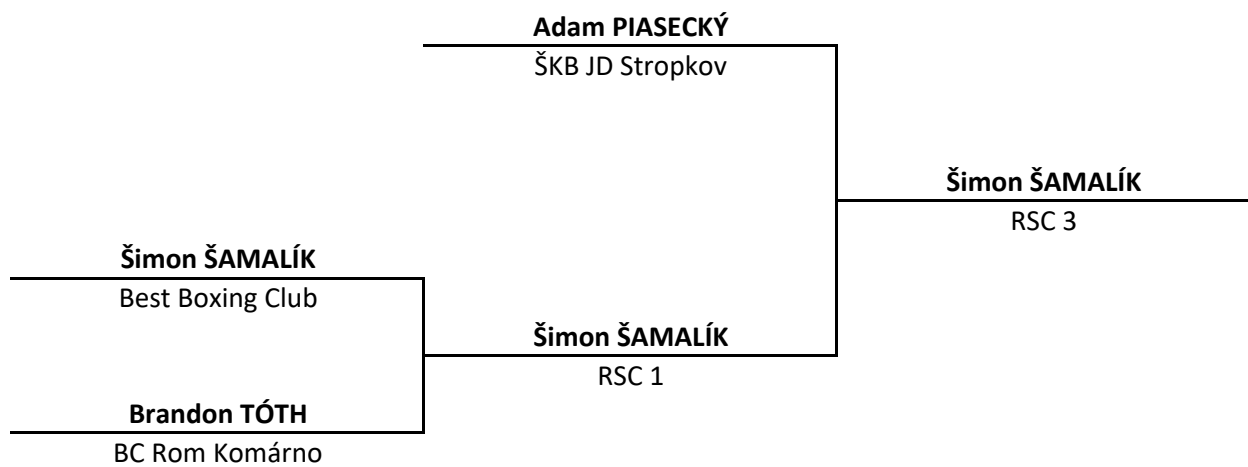 Adam PIASECKÝ
ŠKB JD Stropkov
Šimon ŠAMALÍK
RSC 3
Šimon ŠAMALÍK
Best Boxing Club
Šimon ŠAMALÍK
RSC 1
Brandon TÓTH
BC Rom Komárno